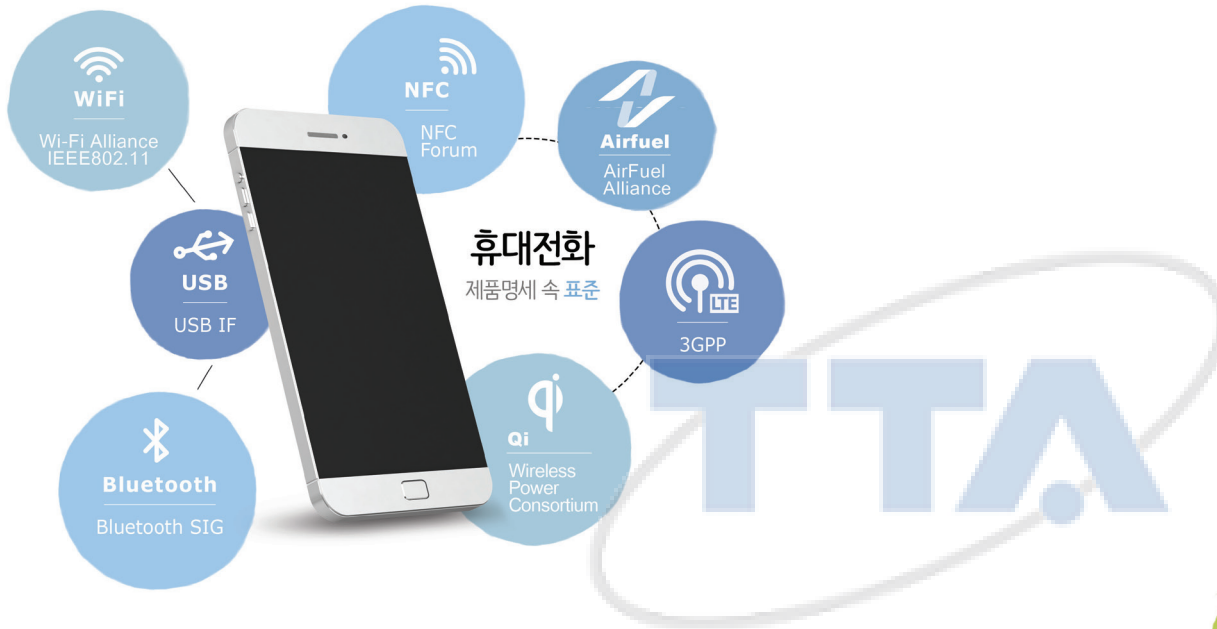 WiFi
Wi-Fi Alliance
IEEE802.11
NFC
NFC
Forum
Airfuel
AirFuel
Alliance
USB
USB IF
휴대전화
제품명세 속 표준
LTE
3GPP
Bluetooth
Bluetooth SIG
qi
Qi
Wireless
Power
Consortium
TTA